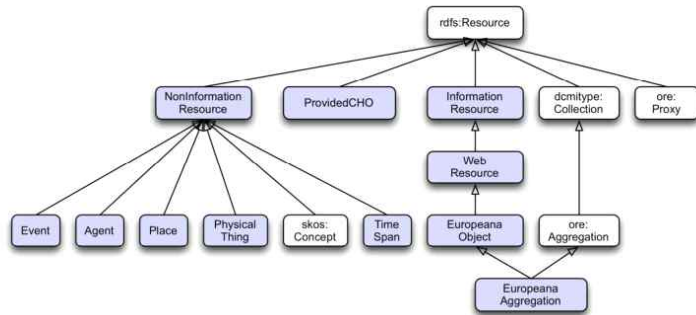 rdfs:Resource
NonInformation
Resource
ProvidedCHO
Information
Resource
dcmitype:
Collection
ore:
Proxy
Web
Resource
Event
Agent
Place
Physical
Thing
skos:
Concept
Time
Span
Europeana
Object
ore:
Aggregation
Europeana
Aggregation